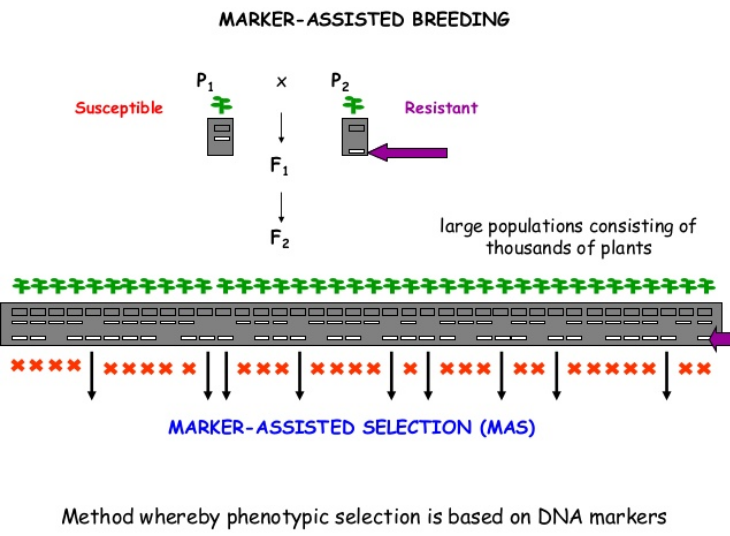 MARKER-ASSISTED BREEDING
P₁ x P₂
Susceptible
Resistant
F₁
F₂
large populations consisting of
thousands of plants
MARKER-ASSISTED SELECTION (MAS)
Method whereby phenotypic selection is based on DNA markers